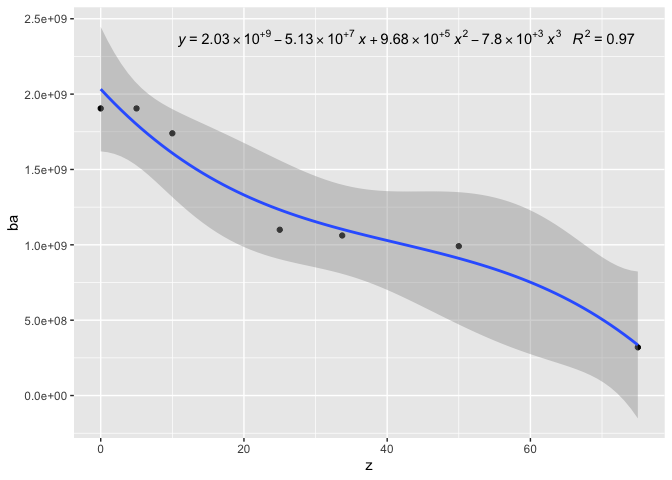 y = 2.03 × 10⁺⁹ − 5.13 × 10⁺⁷ x + 9.68 × 10⁺⁵ x² − 7.8 × 10⁺³ x³   R² = 0.97
2.5e+09
2.0e+09
1.5e+09
1.0e+09
5.0e+08
0.0e+00
ba
0 20 40 60
z